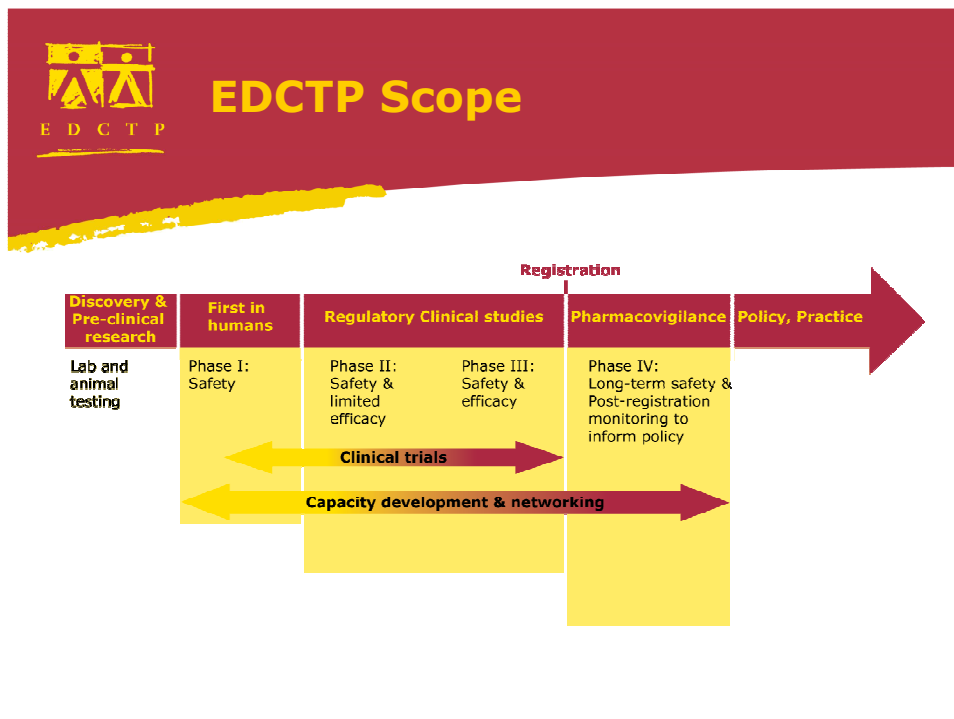 EDCTP Scope
E D C T P
Registration
Discovery &
Pre-clinical
research
First in
humans
Regulatory Clinical studies
Pharmacovigilance
Policy, Practice
Lab and
animal
testing
Phase I:
Safety
Phase II:
Safety &
limited
efficacy
Phase III:
Safety &
efficacy
Phase IV:
Long-term safety &
Post-registration
monitoring to
inform policy
Clinical trials
Capacity development & networking